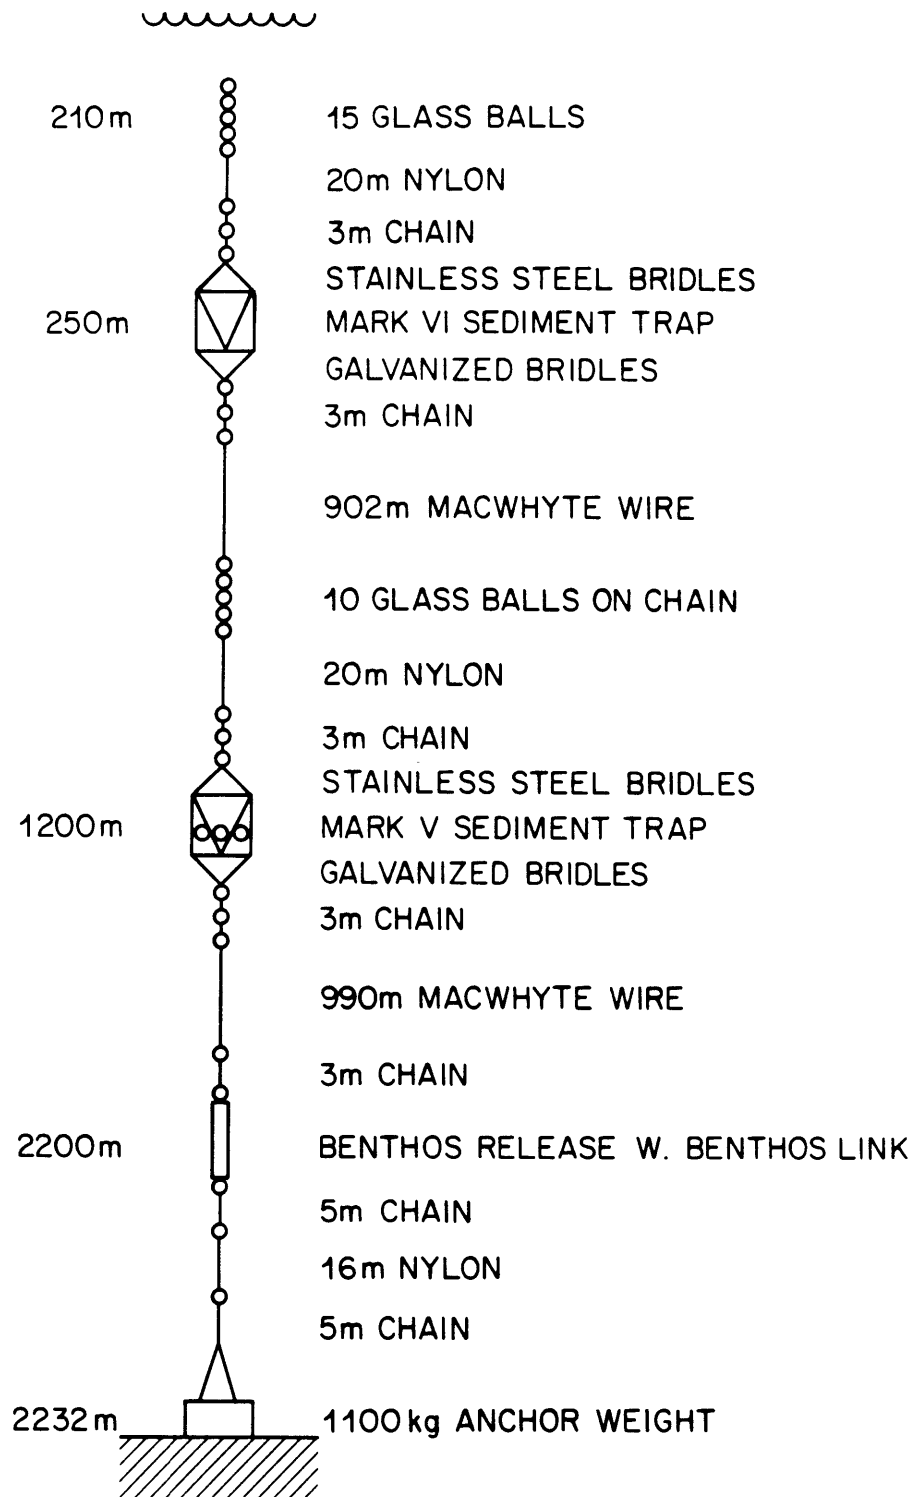 210m 15 GLASS BALLS
20m NYLON
3m CHAIN
STAINLESS STEEL BRIDLES
250m MARK VI SEDIMENT TRAP
GALVANIZED BRIDLES
3m CHAIN
902m MACWHYTE WIRE
10 GLASS BALLS ON CHAIN
20m NYLON
3m CHAIN
STAINLESS STEEL BRIDLES
1200m MARK V SEDIMENT TRAP
GALVANIZED BRIDLES
3m CHAIN
990m MACWHYTE WIRE
3m CHAIN
2200m BENTHOS RELEASE W. BENTHOS LINK
5m CHAIN
16m NYLON
5m CHAIN
2232m 1100kg ANCHOR WEIGHT